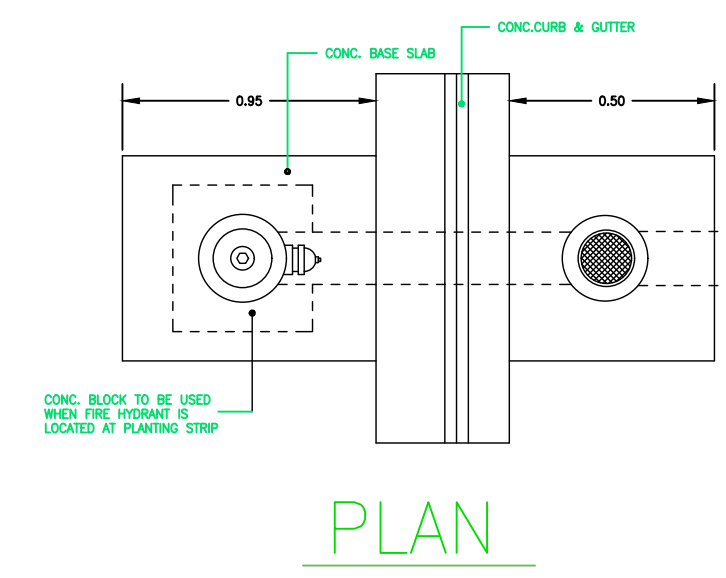 CONC.CURB & GUTTER
CONC. BASE SLAB
0.95
0.50
CONC. BLOCK TO BE USED
WHEN FIRE HYDRANT IS
LOCATED AT PLANTING STRIP
PLAN